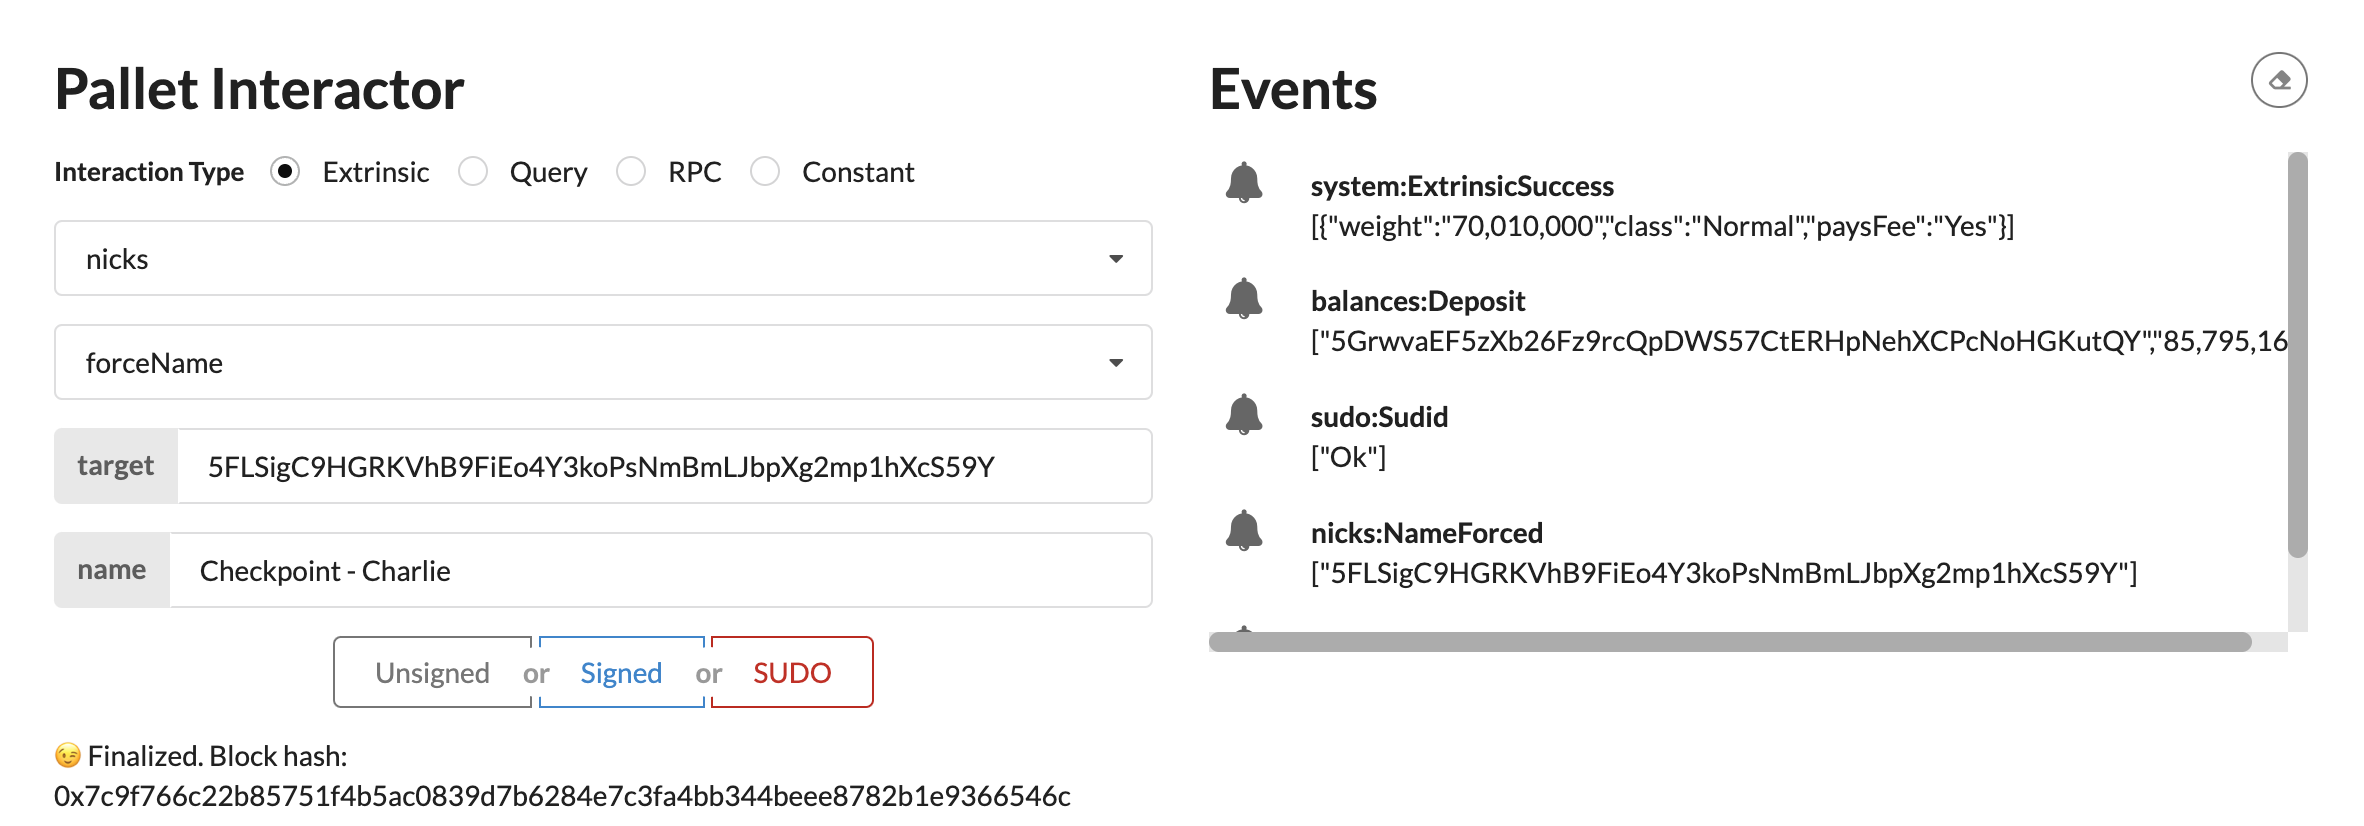 Pallet Interactor
Interaction Type Extrinsic Query RPC Constant
nicks
forceName
target 5FLSigC9HGRKVhB9FiEo4Y3koPsNmBmLJbpXg2mp1hXcS59Y
name Checkpoint - Charlie
Unsigned or Signed or SUDO
😉 Finalized. Block hash:
0x7c9f766c22b85751f4b5ac0839d7b6284e7c3fa4bb344beee8782b1e9366546c
Events
system:ExtrinsicSuccess
[{"weight":"70,010,000","class":"Normal","paysFee":"Yes"}]
balances:Deposit
["5GrwvaEF5zXb26Fz9rcQpDWS57CtERHpNehXCPcNoHGKutQY","85,795,16
sudo:Sudid
["Ok"]
nicks:NameForced
["5FLSigC9HGRKVhB9FiEo4Y3koPsNmBmLJbpXg2mp1hXcS59Y"]